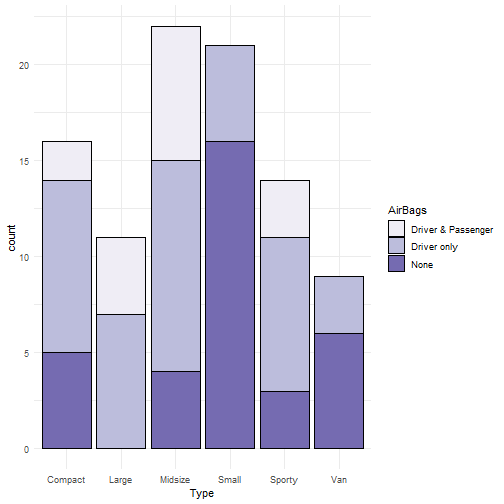 20
15
10
5
0
count
Compact Large Midsize Small Sporty Van
Type
AirBags
Driver & Passenger
Driver only
None